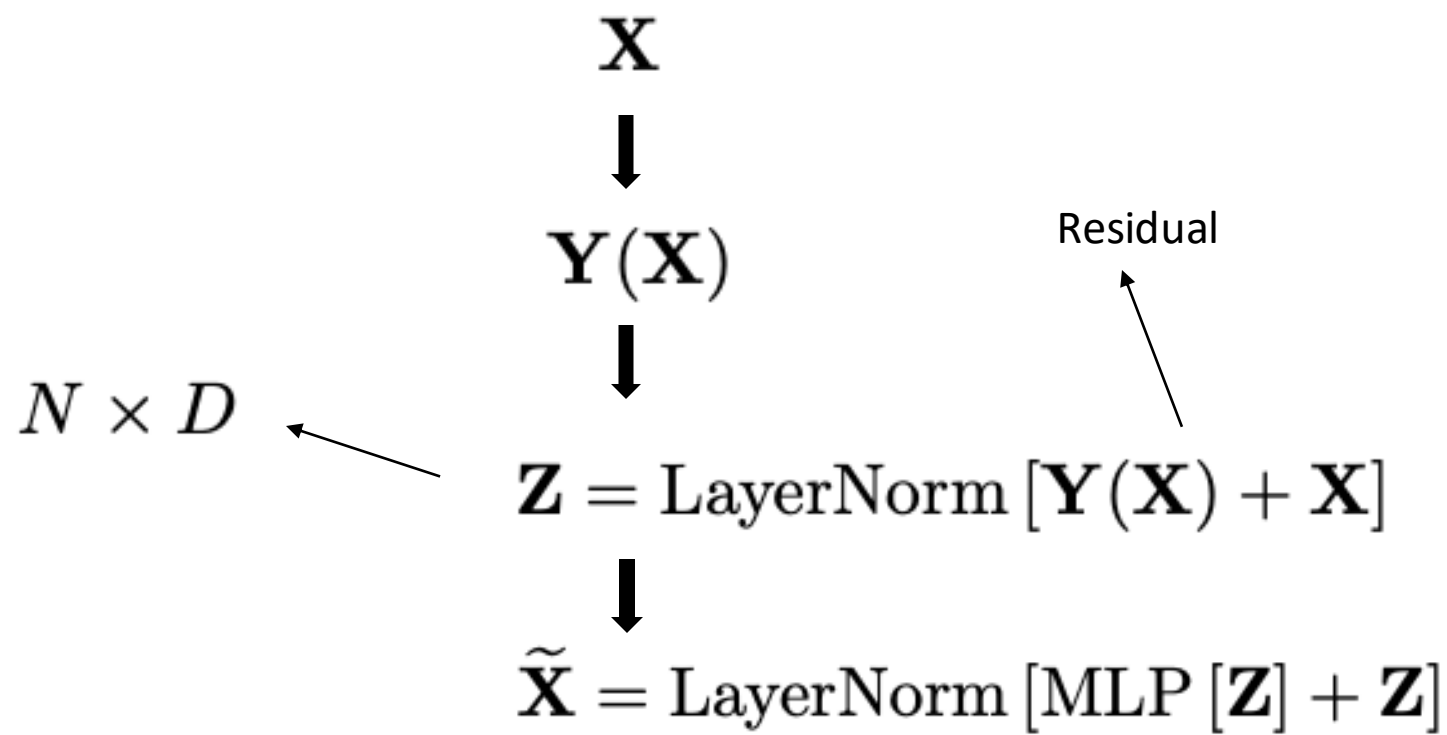 X
Y(X)
Residual
N × D
Z = LayerNorm [Y(X) + X]
X̃ = LayerNorm [MLP [Z] + Z]